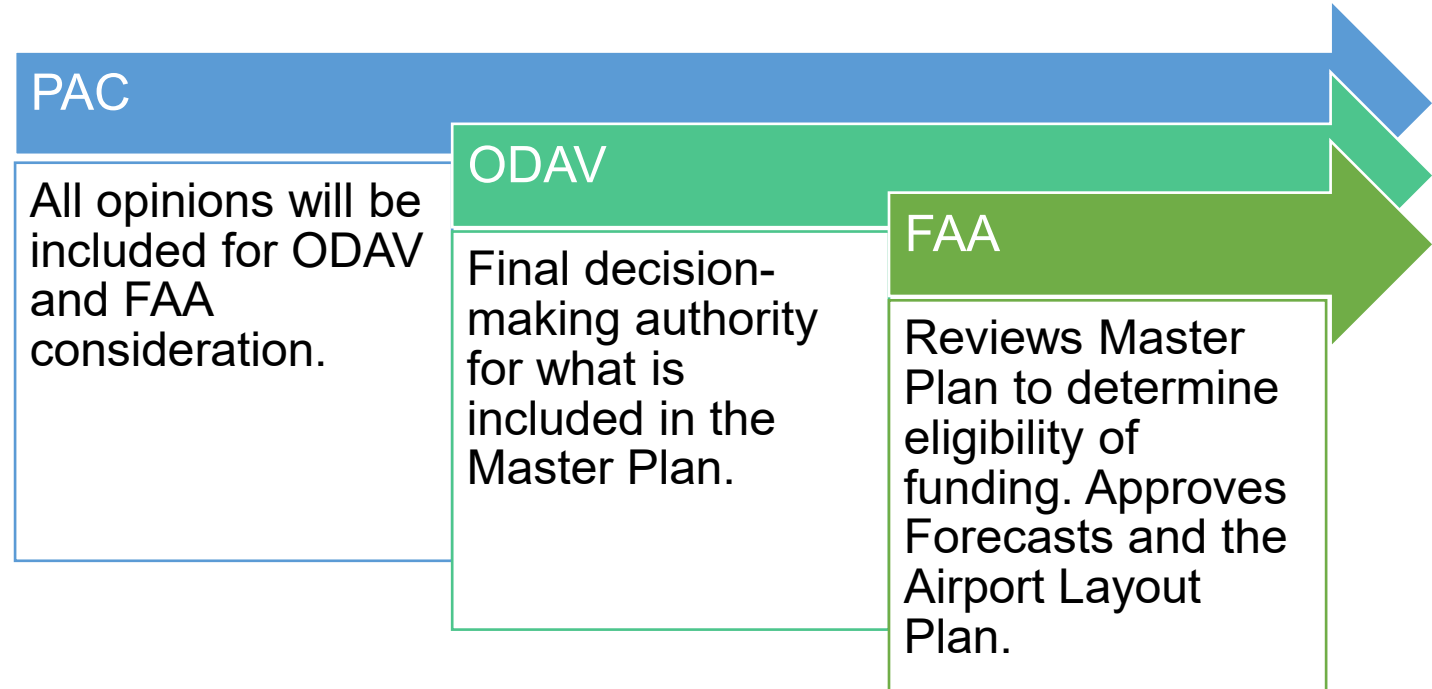 PAC
All opinions will be
included for ODAV
and FAA
consideration.
ODAV
Final decision-
making authority
for what is
included in the
Master Plan.
FAA
Reviews Master
Plan to determine
eligibility of
funding. Approves
Forecasts and the
Airport Layout
Plan.